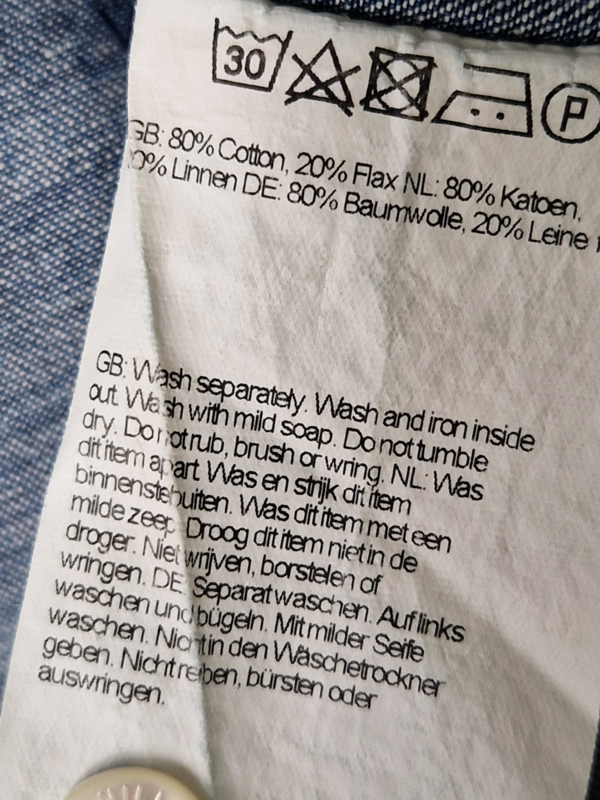 30
P
GB: 80% Cotton, 20% Flax NL: 80% Katoen,
0% Linnen DE: 80% Baumwolle, 20% Leine
GB: Wash separately. Wash and iron inside
out. Wash with mild soap. Do not tumble
dry. Do not rub, brush or wring. NL: Was
dit item apart. Was en strijk dit item
binnenstebuiten. Was dit item met een
milde zeep. Droog dit item niet in de
droger. Niet wrijven, borstelen of
wringen. DE: Separat waschen. Auf links
waschen und bügeln. Mit milder Seife
waschen. Nicht in den Wäschetrockner
geben. Nicht reiben, bürsten oder
auswringen.